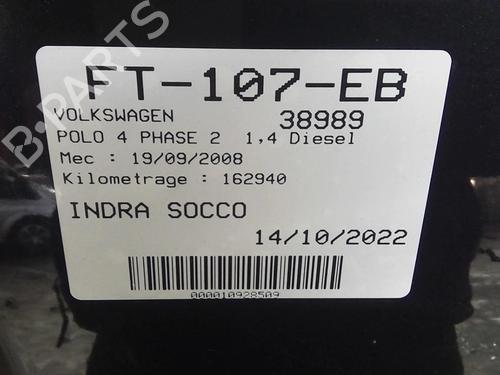 FT-107-EB
VOLKSWAGEN 38989
POLO 4 PHASE 2 1,4 Diesel
Mec : 19/09/2008
Kilometrage : 162940
INDRA SOCCO
14/10/2022
000010928509
B-PARTS